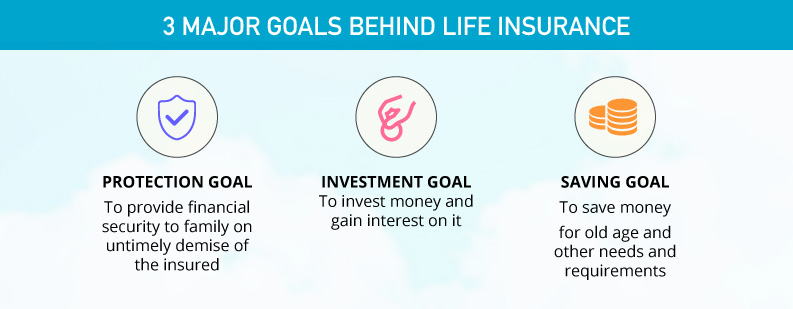 3 MAJOR GOALS BEHIND LIFE INSURANCE
PROTECTION GOAL
To provide financial
security to family on
untimely demise of
the insured
INVESTMENT GOAL
To invest money and
gain interest on it
SAVING GOAL
To save money
for old age and
other needs and
requirements